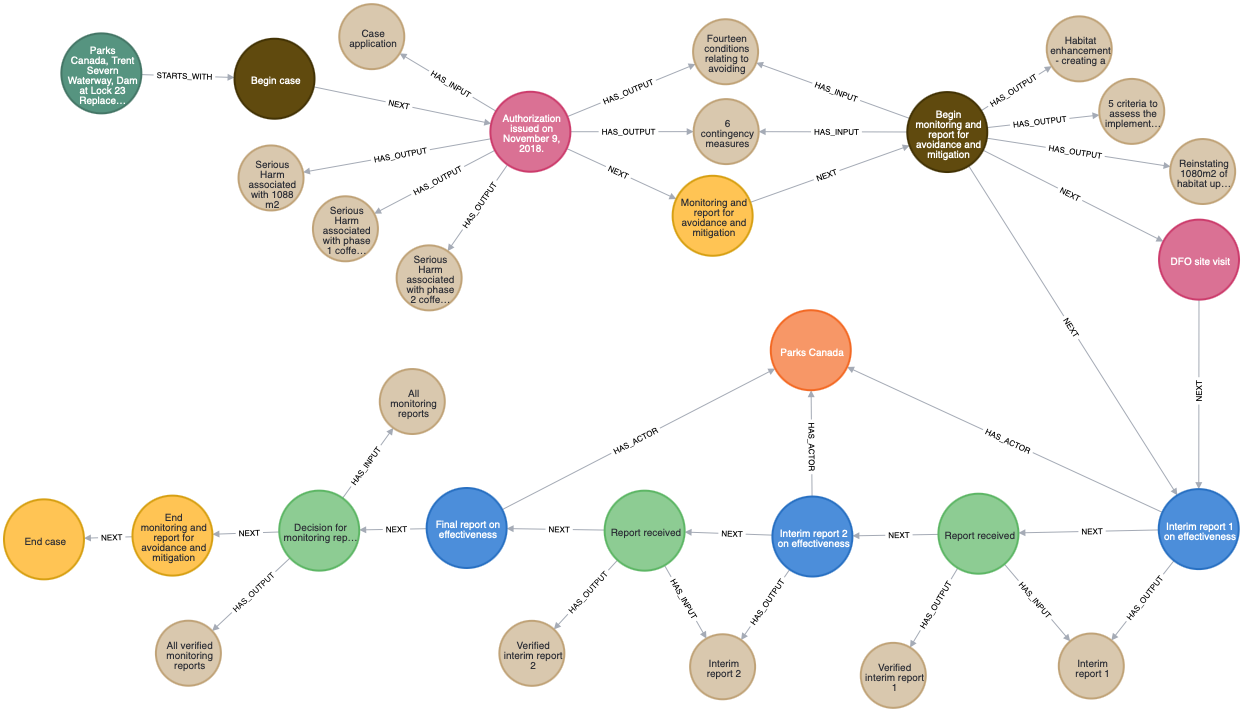 Parks
Canada, Trent
Severn
Waterway, Dam
at Lock 23
Replace…
STARTS_WITH
Begin case
NEXT
Case
application
HAS_INPUT
Authorization
issued on
November 9,
2018.
HAS_OUTPUT
Fourteen
conditions
relating to
avoiding
HAS_OUTPUT
6
contingency
measures
HAS_INPUT
HAS_INPUT
NEXT
Monitoring and
report for
avoidance and
mitigation
NEXT
Begin
monitoring and
report for
avoidance and
mitigation
HAS_OUTPUT
Habitat
enhancement
- creating a
HAS_OUTPUT
5 criteria to
assess the
implement…
HAS_OUTPUT
Reinstating
1080m2 of
habitat up…
HAS_OUTPUT
Serious
Harm
associated
with 1088
m2
HAS_OUTPUT
Serious
Harm
associated
with phase
1 coffe…
HAS_OUTPUT
Serious
Harm
associated
with phase
2 coffe…
NEXT
DFO site visit
NEXT
NEXT
Parks Canada
HAS_ACTOR
HAS_ACTOR
HAS_ACTOR
All
monitoring
reports
HAS_INPUT
End case
NEXT
End
monitoring and
report for
avoidance and
mitigation
NEXT
Decision for
monitoring rep…
NEXT
Final report on
effectiveness
NEXT
Report received
NEXT
Interim report 2
on effectiveness
NEXT
Report received
NEXT
Interim report 1
on effectiveness
HAS_OUTPUT
All verified
monitoring
reports
HAS_OUTPUT
Verified
interim report
2
HAS_INPUT
HAS_OUTPUT
Interim
report 2
HAS_OUTPUT
Verified
interim report
1
HAS_INPUT
HAS_OUTPUT
Interim
report 1